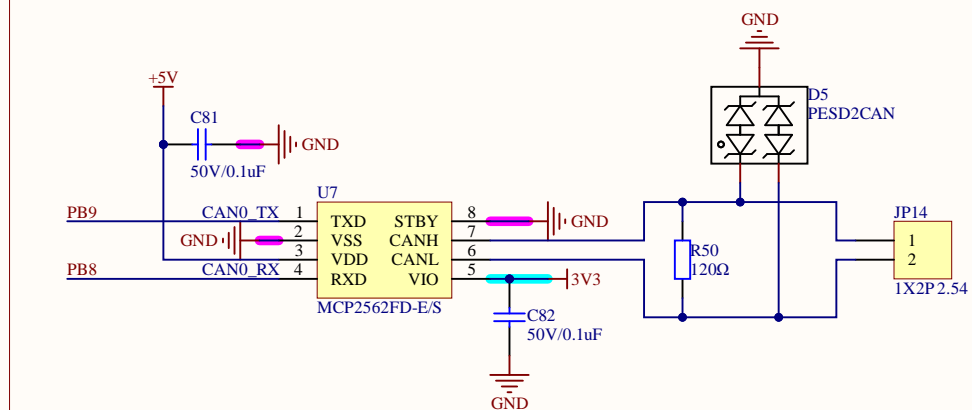 GND
+5V
D5
PESD2CAN
C81
GND
50V/0.1uF
U7
PB9
CAN0_TX
1
TXD
STBY
8
GND
GND
2
VSS
CANH
7
3
VDD
CANL
6
PB8
CAN0_RX
4
RXD
VIO
5
3V3
MCP2562FD-E/S
R50
120Ω
JP14
1
2
1X2P 2.54
C82
50V/0.1uF
GND